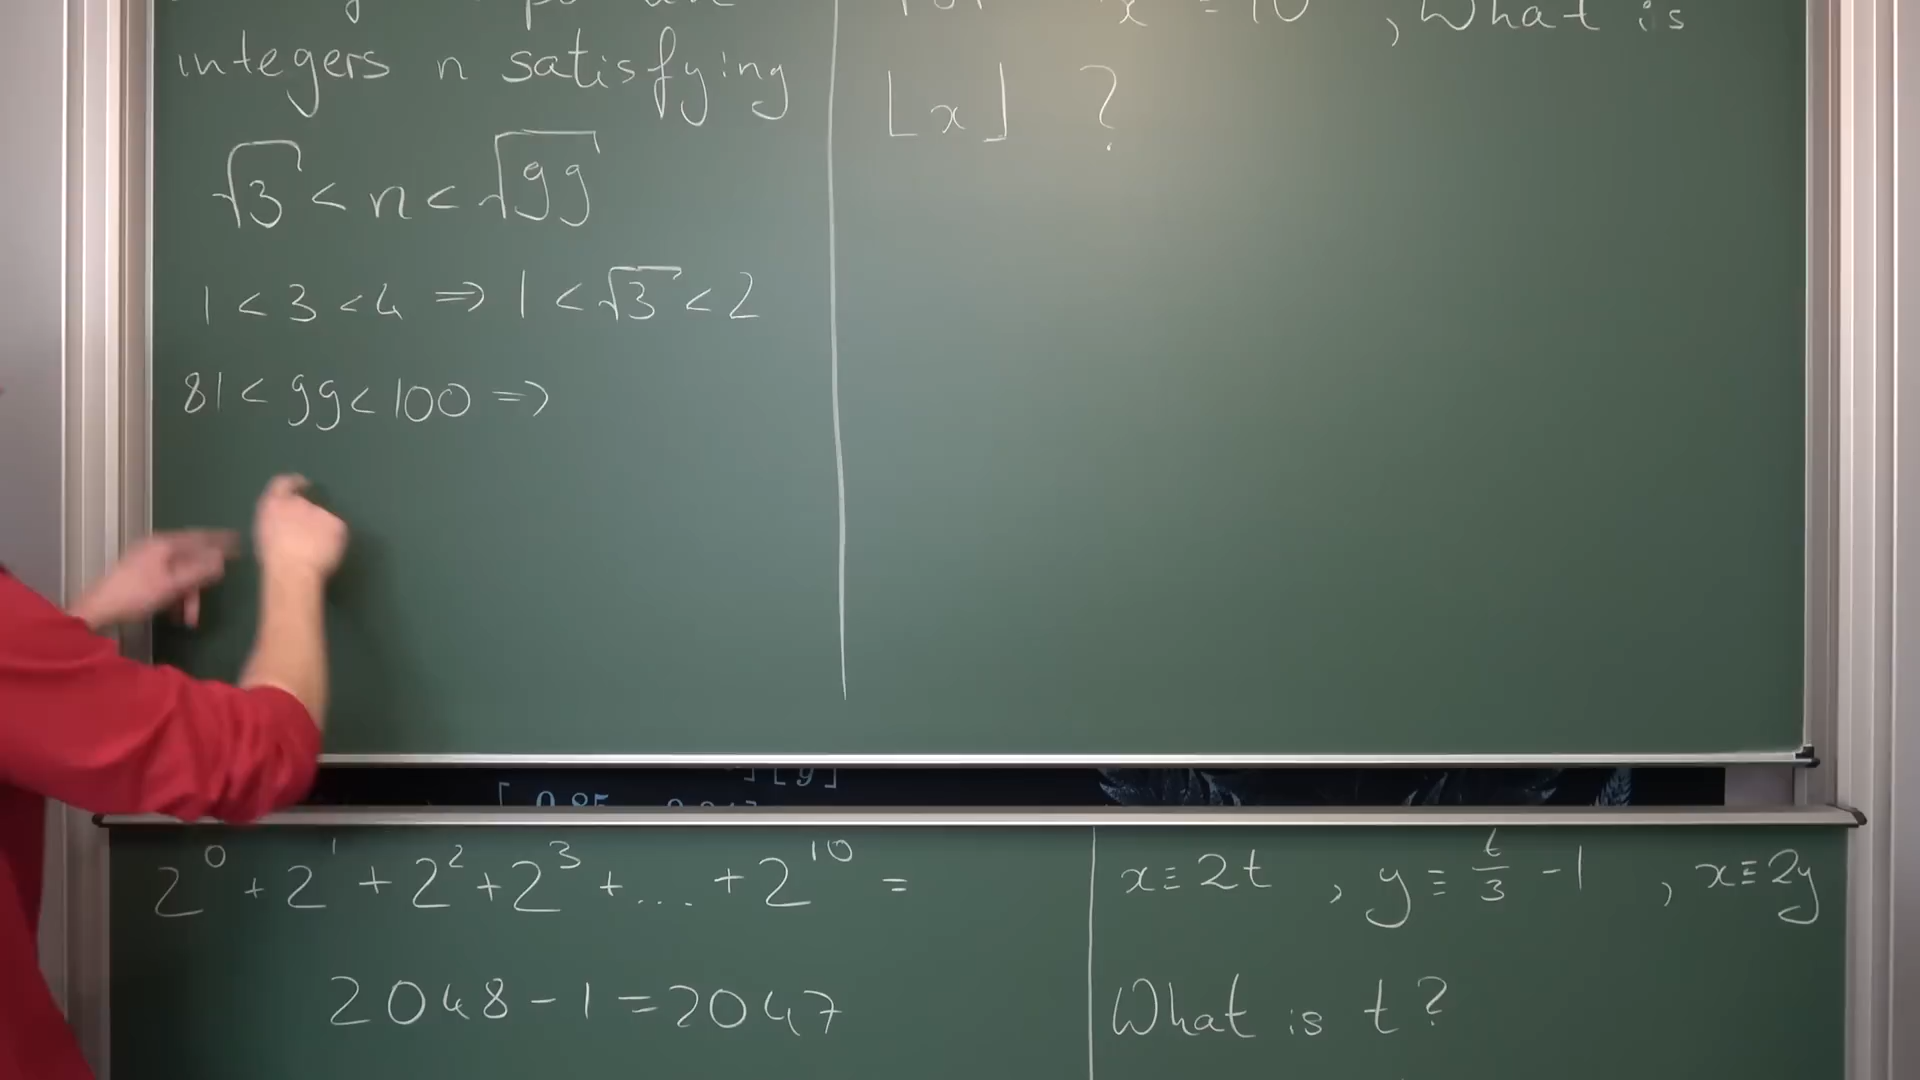 integers n satisfying
√3 < n < √99
1 < 3 < 4 ⇒ 1 < √3 < 2
81 < 99 < 100 ⇒
, What is
⌊x⌋ ?
2⁰ + 2¹ + 2² + 2³ + ... + 2¹⁰ =
2048 - 1 = 2047
x ≡ 2t , y ≡ t/3 - 1 , x ≡ 2y
What is t ?